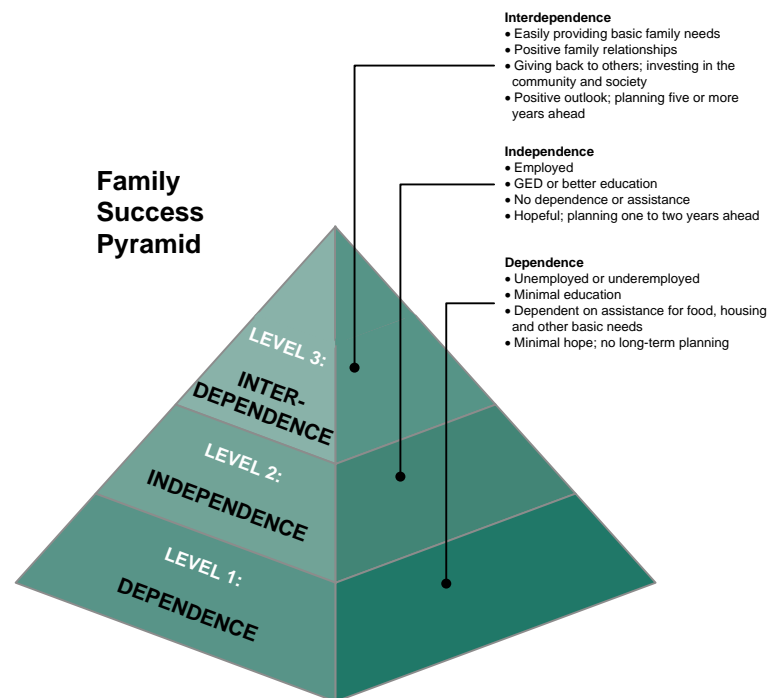 Family
Success
Pyramid
Interdependence
• Easily providing basic family needs
• Positive family relationships
• Giving back to others; investing in the
community and society
• Positive outlook; planning five or more
years ahead
Independence
• Employed
• GED or better education
• No dependence or assistance
• Hopeful; planning one to two years ahead
Dependence
• Unemployed or underemployed
• Minimal education
• Dependent on assistance for food, housing
and other basic needs
• Minimal hope; no long-term planning
LEVEL 3:
INTER-
DEPENDENCE
LEVEL 2:
INDEPENDENCE
LEVEL 1:
DEPENDENCE